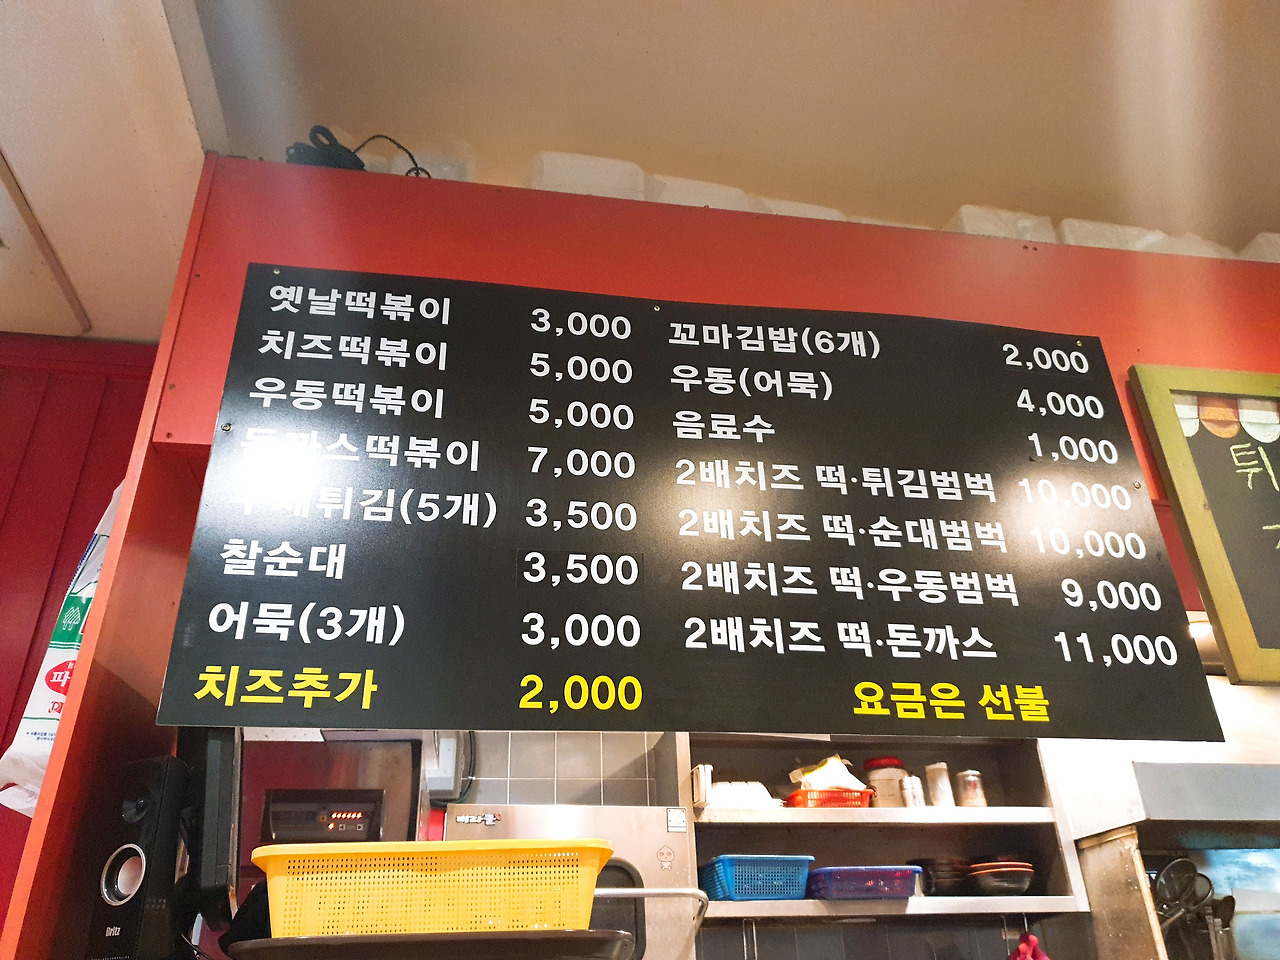 옛날떡볶이 3,000
치즈떡볶이 5,000
우동떡볶이 5,000
돈까스떡볶이 7,000
튀김(5개) 3,500
찰순대 3,500
어묵(3개) 3,000
치즈추가 2,000
꼬마김밥(6개) 2,000
우동(어묵) 4,000
음료수 1,000
2배치즈 떡·튀김범벅 10,000
2배치즈 떡·순대범벅 10,000
2배치즈 떡·우동범벅 9,000
2배치즈 떡·돈까스 11,000
요금은 선불
튀
Britz